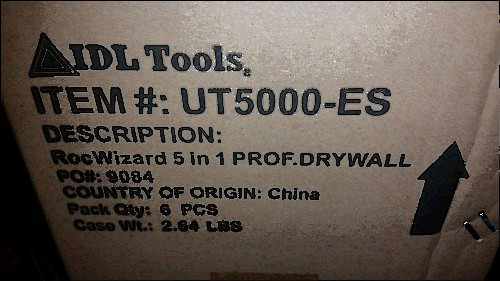 IDL Tools®
ITEM #: UT5000-ES
DESCRIPTION:
RocWizard 5 in 1 PROF.DRYWALL
PO#: 9084
COUNTRY OF ORIGIN: China
Pack Qty: 6 PCS
Case Wt.: 2.64 LBS